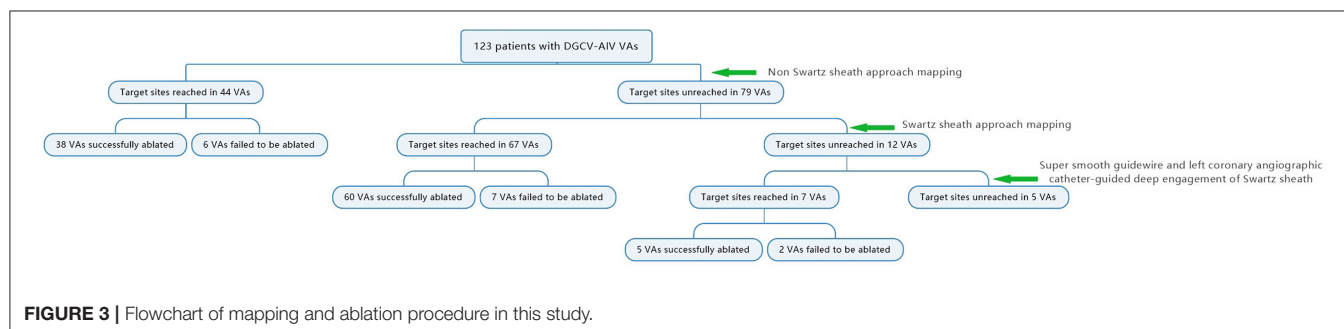 123 patients with DGCV-AIV VAs
Non Swartz sheath approach mapping
Target sites reached in 44 VAs
Target sites unreached in 79 VAs
Swartz sheath approach mapping
38 VAs successfully ablated
6 VAs failed to be ablated
Target sites reached in 67 VAs
Target sites unreached in 12 VAs
Super smooth guidewire and left coronary angiographic
catheter-guided deep engagement of Swartz sheath
60 VAs successfully ablated
7 VAs failed to be ablated
Target sites reached in 7 VAs
Target sites unreached in 5 VAs
5 VAs successfully ablated
2 VAs failed to be ablated
FIGURE 3 | Flowchart of mapping and ablation procedure in this study.